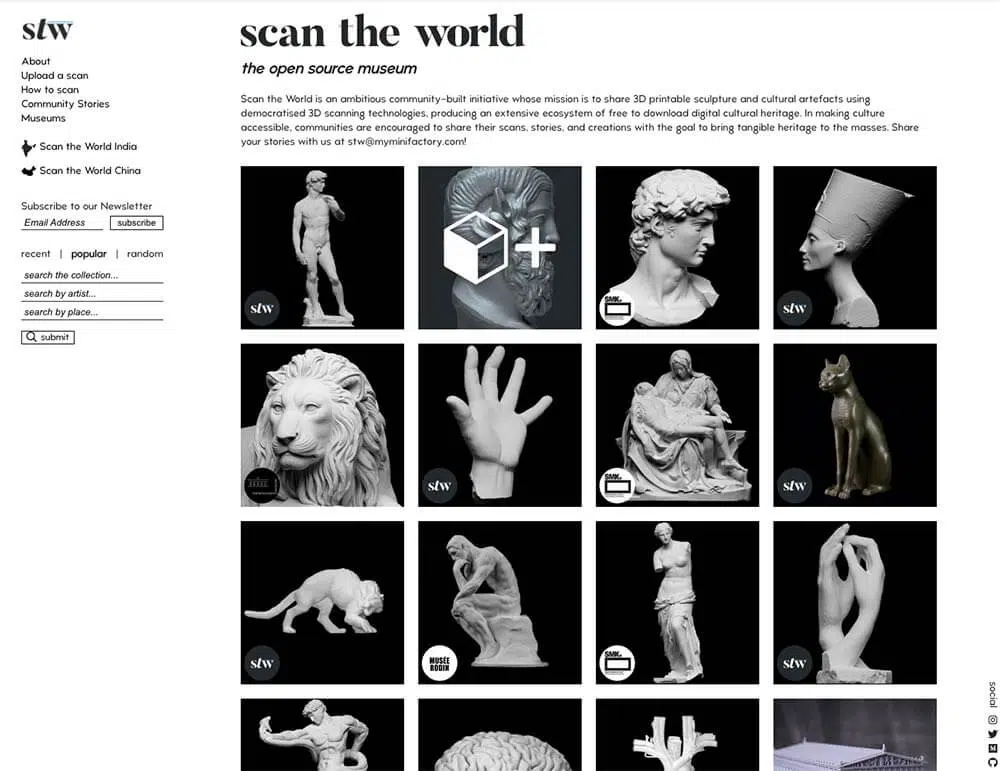 stw
About
Upload a scan
How to scan
Community Stories
Museums
Scan the World India
Scan the World China
Subscribe to our Newsletter
Email Address subscribe
recent | popular | random
search the collection...
search by artist...
search by place...
submit
scan the world
the open source museum
Scan the World is an ambitious community-built initiative whose mission is to share 3D printable sculpture and cultural artefacts using
democratised 3D scanning technologies, producing an extensive ecosystem of free to download digital cultural heritage. In making culture
accessible, communities are encouraged to share their scans, stories, and creations with the goal to bring tangible heritage to the masses. Share
your stories with us at stw@myminifactory.com!
stw
SMK
stw
stw
SMK
stw
stw
MUSÉE
RODIN
SMK
stw
social